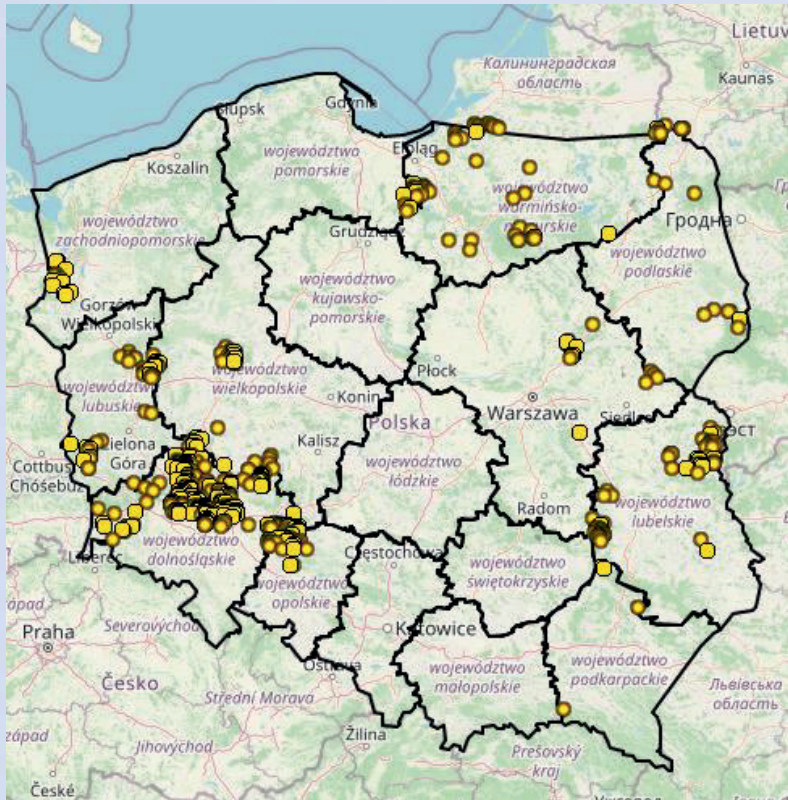 Lietuv
Калининградская
область
Kaunas
Gdynia
Słupsk
Elbląg
Koszalin
województwo
pomorskie
województwo
warmińsko-
mazurskie
Гродна
województwo
zachodniopomorskie
Grudziądz
województwo
podlaskie
województwo
kujawsko-
pomorskie
Gorzów
Wielkopolski
Płock
województwo
wielkopolskie
Konin
województwo
lubuskie
Warszawa
Siedlce
Polska
Zielona
Góra
Kalisz
Cottbus
Chóśebuz
województwo
łódzkie
Radom
województwo
lubelskie
województwo
dolnośląskie
Częstochowa
Liberec
województwo
świętokrzyskie
województwo
opolskie
Severovýchod
Praha
Katowice
Ostrava
województwo
małopolskie
województwo
podkarpackie
Česko
Střední Morava
Львівська
область
Jihovýchod
Žilina
Prešovský
kraj
České